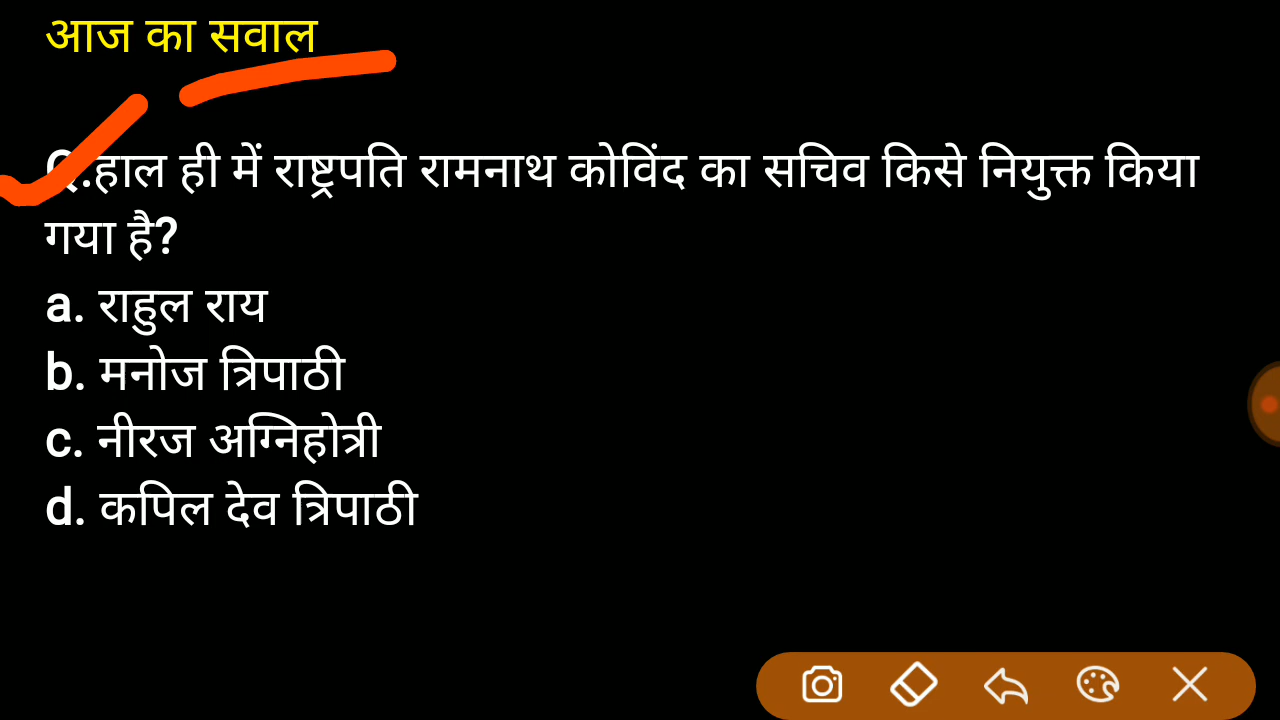 आज का सवाल
Q.हाल ही में राष्ट्रपति रामनाथ कोविंद का सचिव किसे नियुक्त किया
गया है?
a. राहुल राय
b. मनोज त्रिपाठी
c. नीरज अग्निहोत्री
d. कपिल देव त्रिपाठी